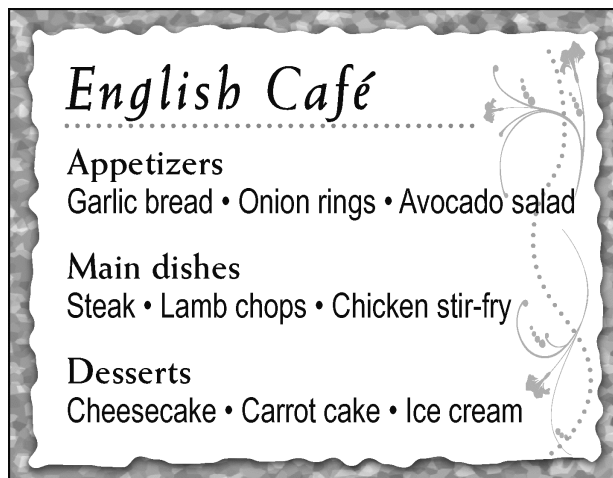 English Café
Appetizers
Garlic bread • Onion rings • Avocado salad
Main dishes
Steak • Lamb chops • Chicken stir-fry
Desserts
Cheesecake • Carrot cake • Ice cream